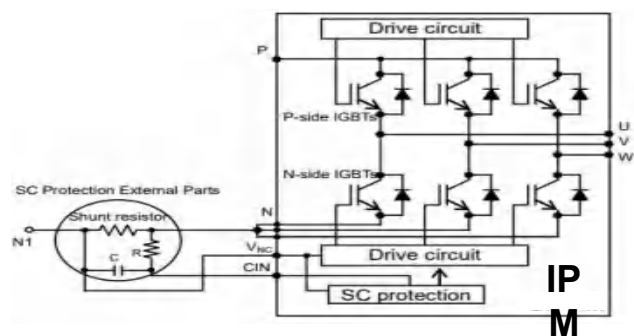 Drive circuit
P
P-side IGBTs
U
V
W
N-side IGBTs
SC Protection External Parts
Shunt resistor
N
N1
R
C
VNC
CIN
Drive circuit
SC protection
IP
M